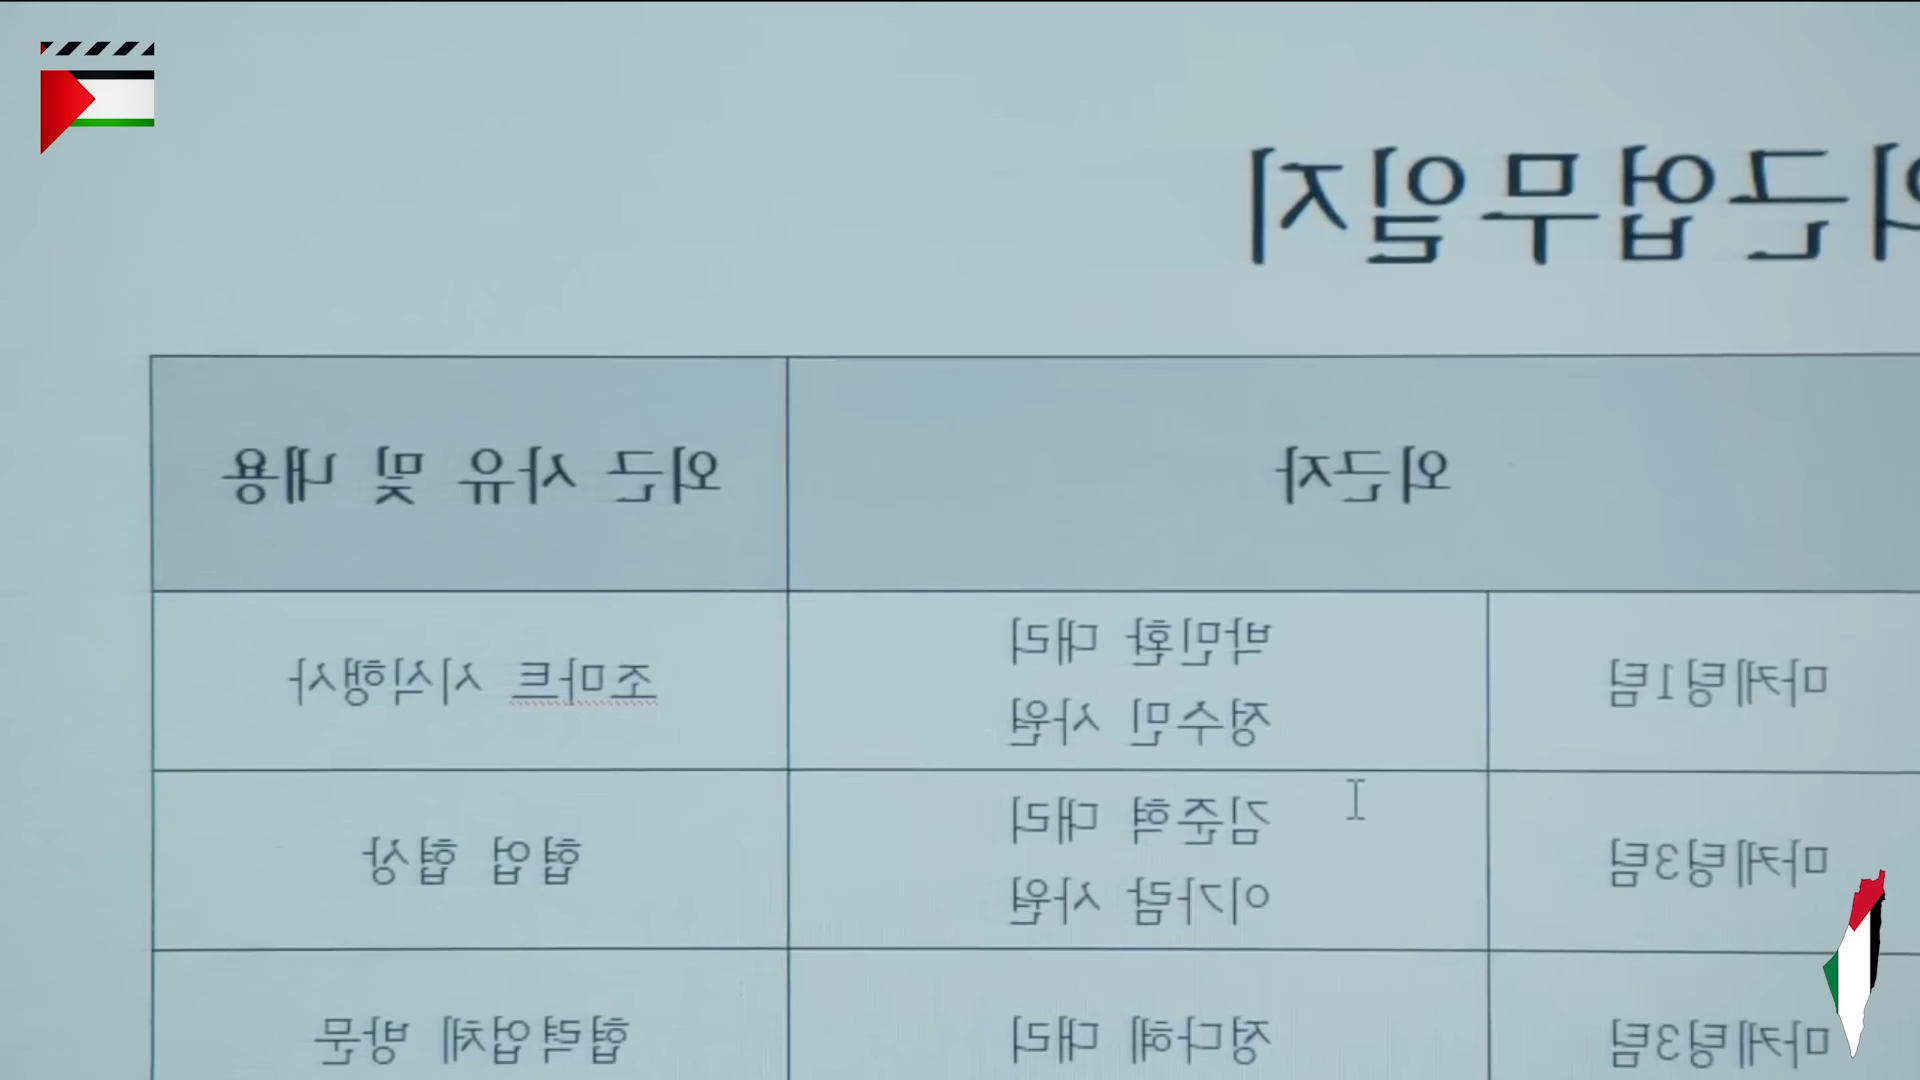 외근업무일지
외근자
외근 사유 및 내용
마케팅1팀
박민환 대리
정수민 사원
조마트 시식행사
마케팅3팀
김준혁 대리
이가람 사원
협업 협상
마케팅3팀
정다혜 대리
협력업체 방문